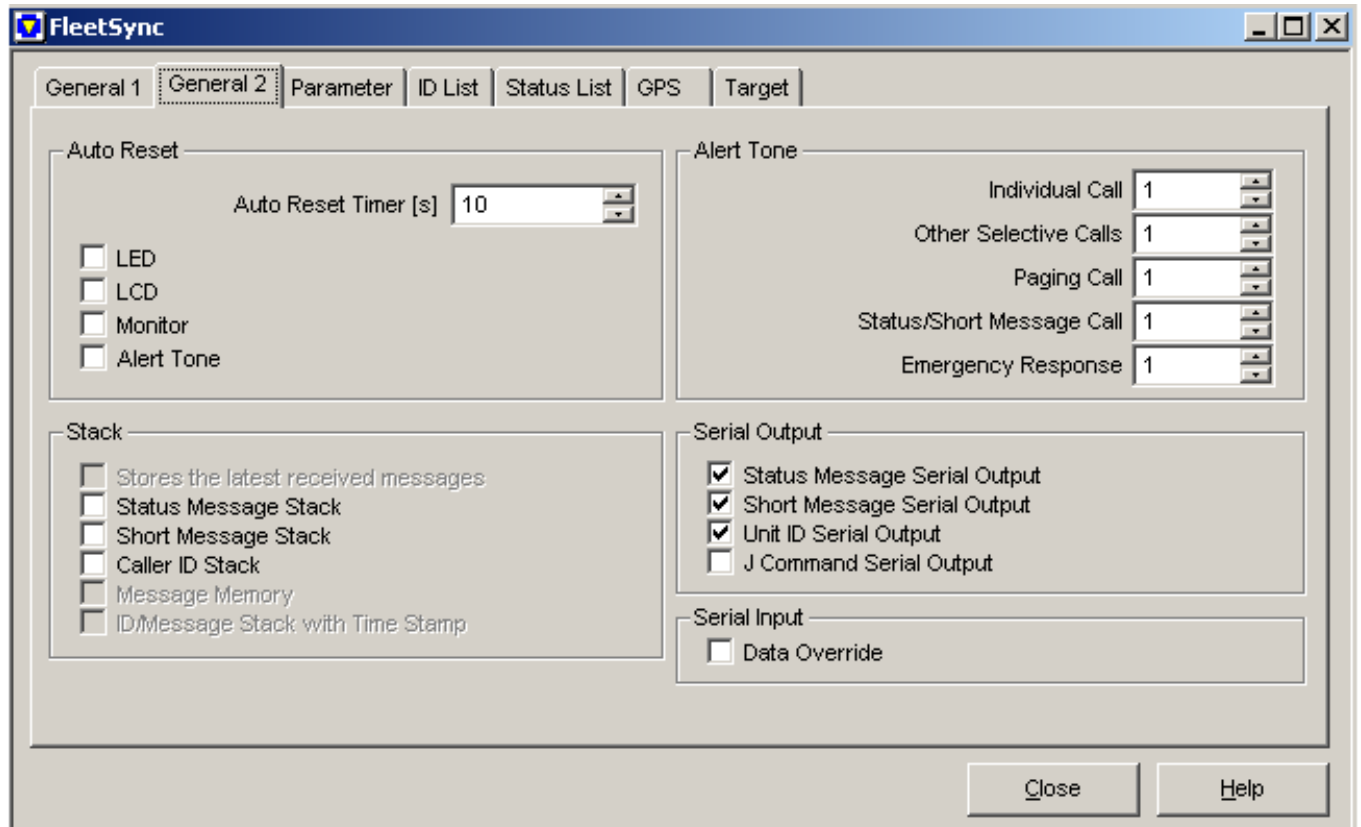 FleetSync
General 1 General 2 Parameter ID List Status List GPS Target
Auto Reset
Auto Reset Timer [s] 10
LED
LCD
Monitor
Alert Tone
Alert Tone
Individual Call 1
Other Selective Calls 1
Paging Call 1
Status/Short Message Call 1
Emergency Response 1
Stack
Stores the latest received messages
Status Message Stack
Short Message Stack
Caller ID Stack
Message Memory
ID/Message Stack with Time Stamp
Serial Output
Status Message Serial Output
Short Message Serial Output
Unit ID Serial Output
J Command Serial Output
Serial Input
Data Override
Close Help